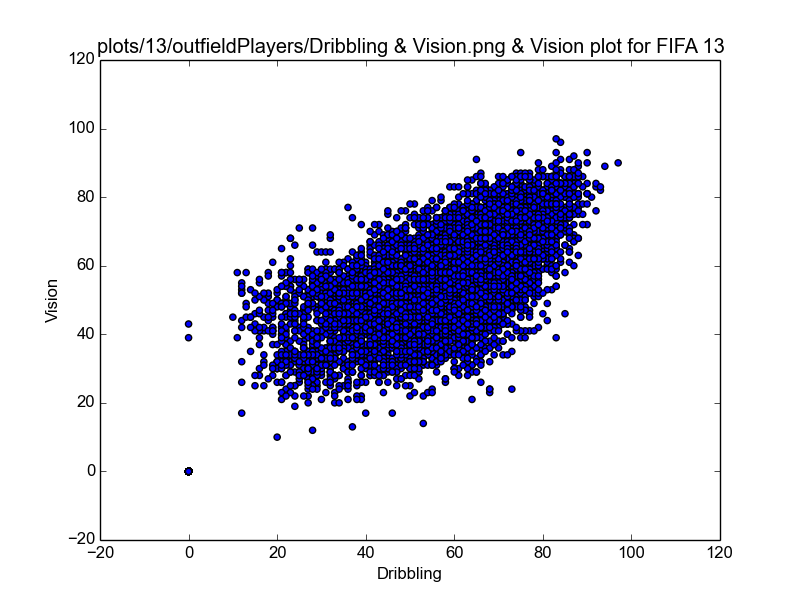 plots/13/outfieldPlayers/Dribbling & Vision.png & Vision plot for FIFA 13
120
100
80
60
40
20
0
−20
Vision
−20 0 20 40 60 80 100 120
Dribbling